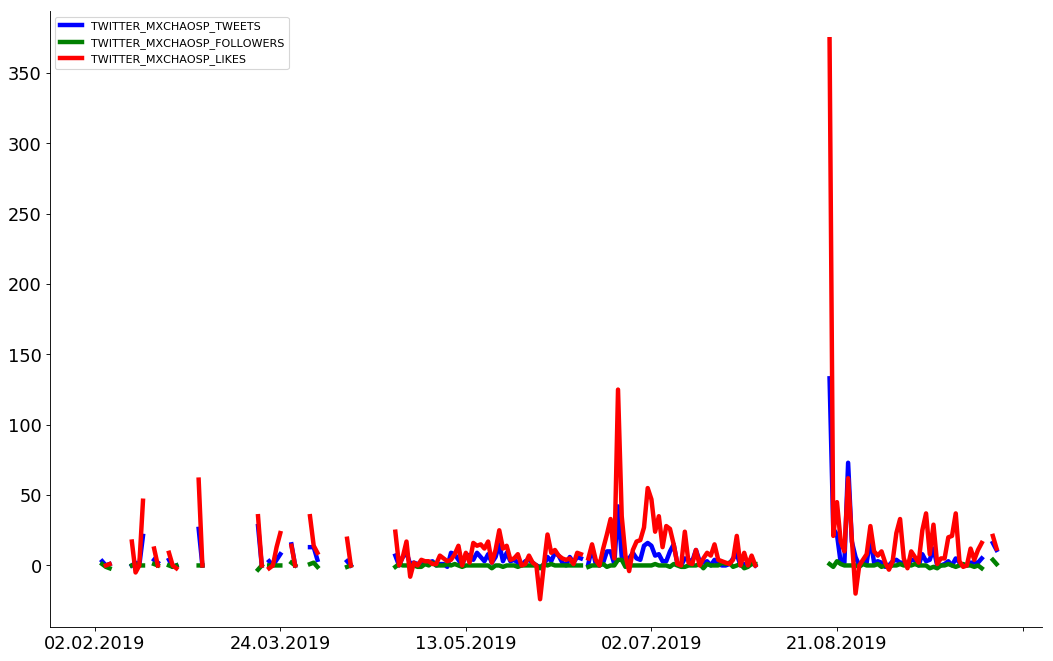 TWITTER_MXCHAOSP_TWEETS
TWITTER_MXCHAOSP_FOLLOWERS
TWITTER_MXCHAOSP_LIKES
350
300
250
200
150
100
50
0
02.02.2019 24.03.2019 13.05.2019 02.07.2019 21.08.2019